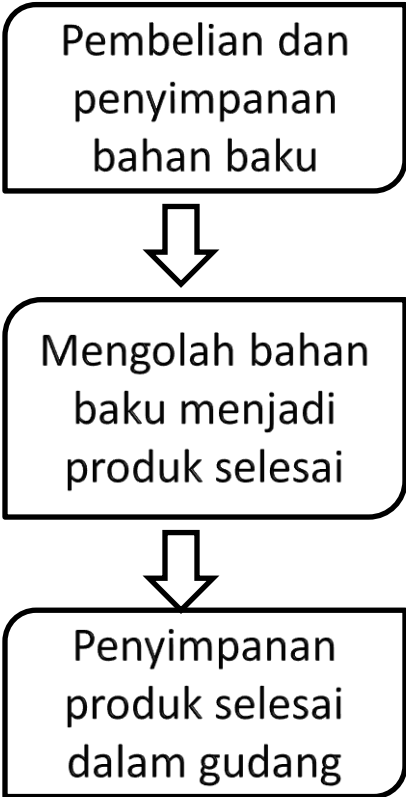 Pembelian dan
penyimpanan
bahan baku
Mengolah bahan
baku menjadi
produk selesai
Penyimpanan
produk selesai
dalam gudang